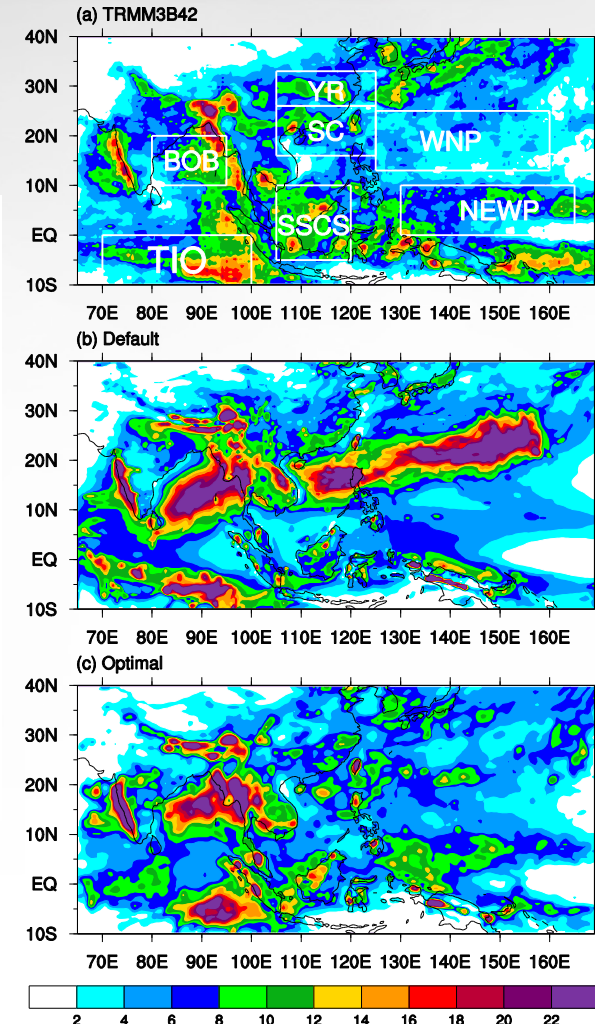 (a) TRMM3B42
40N
30N
YR
20N
SC
WNP
BOB
10N
NEWP
SSCS
EQ
TIO
10S
70E 80E 90E 100E 110E 120E 130E 140E 150E 160E
(b) Default
40N
30N
20N
10N
EQ
10S
70E 80E 90E 100E 110E 120E 130E 140E 150E 160E
(c) Optimal
40N
30N
20N
10N
EQ
10S
70E 80E 90E 100E 110E 120E 130E 140E 150E 160E
2 4 6 8 10 12 14 16 18 20 22